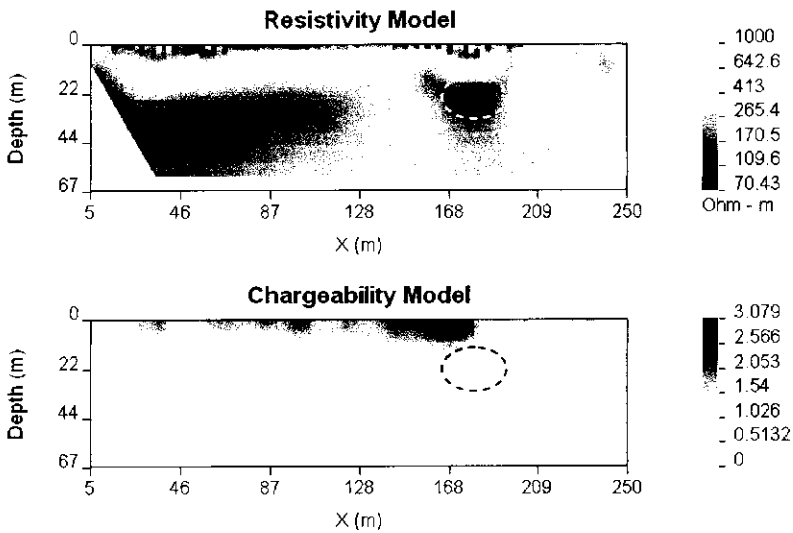 Resistivity Model
0
22
44
67
Depth (m)
5 46 87 128 168 209 250
X (m)
1000
642.6
413
265.4
170.5
109.6
70.43
Ohm - m
Chargeability Model
0
22
44
67
Depth (m)
5 46 87 128 168 209 250
X (m)
3.079
2.566
2.053
1.54
1.026
0.5132
0